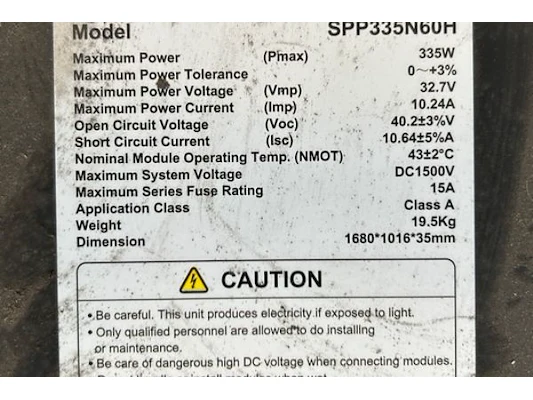 Model SPP335N60H
Maximum Power (Pmax) 335W
Maximum Power Tolerance 0~+3%
Maximum Power Voltage (Vmp) 32.7V
Maximum Power Current (Imp) 10.24A
Open Circuit Voltage (Voc) 40.2±3%V
Short Circuit Current (Isc) 10.64±5%A
Nominal Module Operating Temp. (NMOT) 43±2°C
Maximum System Voltage DC1500V
Maximum Series Fuse Rating 15A
Application Class Class A
Weight 19.5Kg
Dimension 1680*1016*35mm
CAUTION
• Be careful. This unit produces electricity if exposed to light.
• Only qualified personnel are allowed to do installing
or maintenance.
• Be care of dangerous high DC voltage when connecting modules.